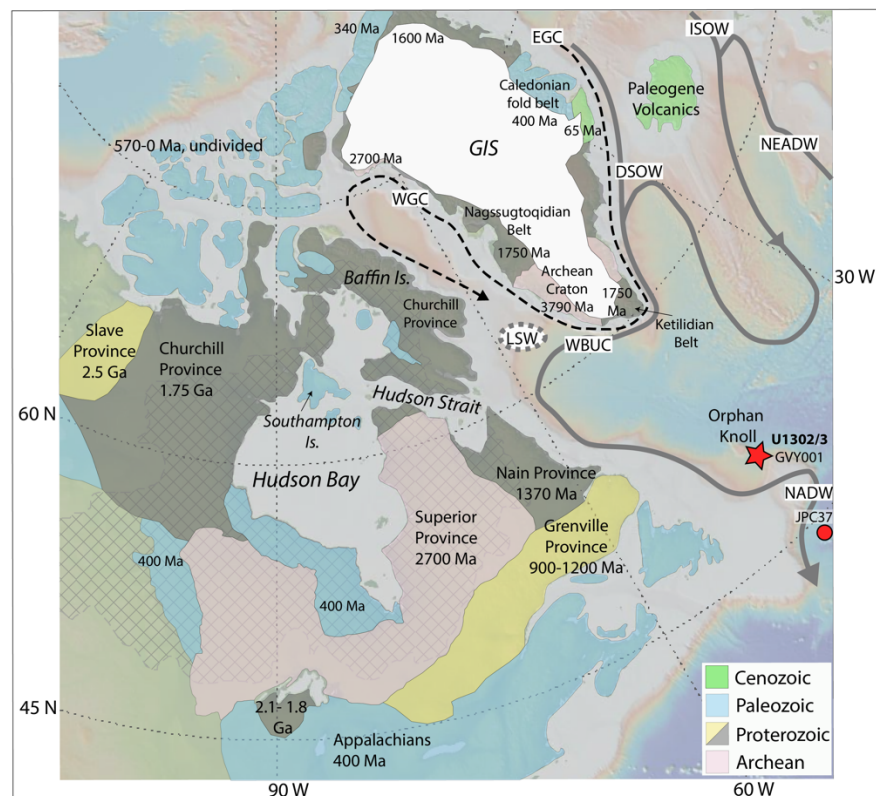 340 Ma
1600 Ma
EGC
ISOW
Caledonian
fold belt
400 Ma
Paleogene
Volcanics
65 Ma
570-0 Ma, undivided
GIS
NEADW
2700 Ma
DSOW
WGC
Nagssugtoqidian
Belt
1750 Ma
Baffin Is.
Archean
Craton
3790 Ma
1750
Ma
30 W
Churchill
Province
Ketilidian
Belt
Slave
Province
2.5 Ga
Churchill
Province
1.75 Ga
LSW
WBUC
Hudson Strait
60 N
Southampton
Is.
Orphan
Knoll
U1302/3
GVY001
Hudson Bay
Nain Province
1370 Ma
NADW
JPC37
Superior
Province
2700 Ma
Grenville
Province
900-1200 Ma
400 Ma
400 Ma
45 N
2.1- 1.8
Ga
Appalachians
400 Ma
Cenozoic
Paleozoic
Proterozoic
Archean
90 W
60 W